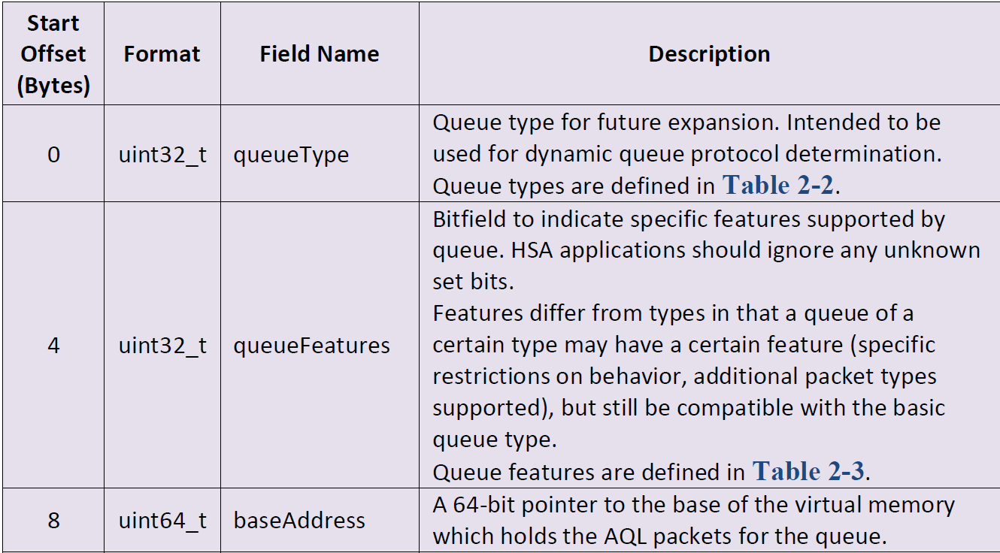 Start
Offset
(Bytes)
Format
Field Name
Description
0
uint32_t
queueType
Queue type for future expansion. Intended to be
used for dynamic queue protocol determination.
Queue types are defined in Table 2-2.
4
uint32_t
queueFeatures
Bitfield to indicate specific features supported by
queue. HSA applications should ignore any unknown
set bits.
Features differ from types in that a queue of a
certain type may have a certain feature (specific
restrictions on behavior, additional packet types
supported), but still be compatible with the basic
queue type.
Queue features are defined in Table 2-3.
8
uint64_t
baseAddress
A 64-bit pointer to the base of the virtual memory
which holds the AQL packets for the queue.